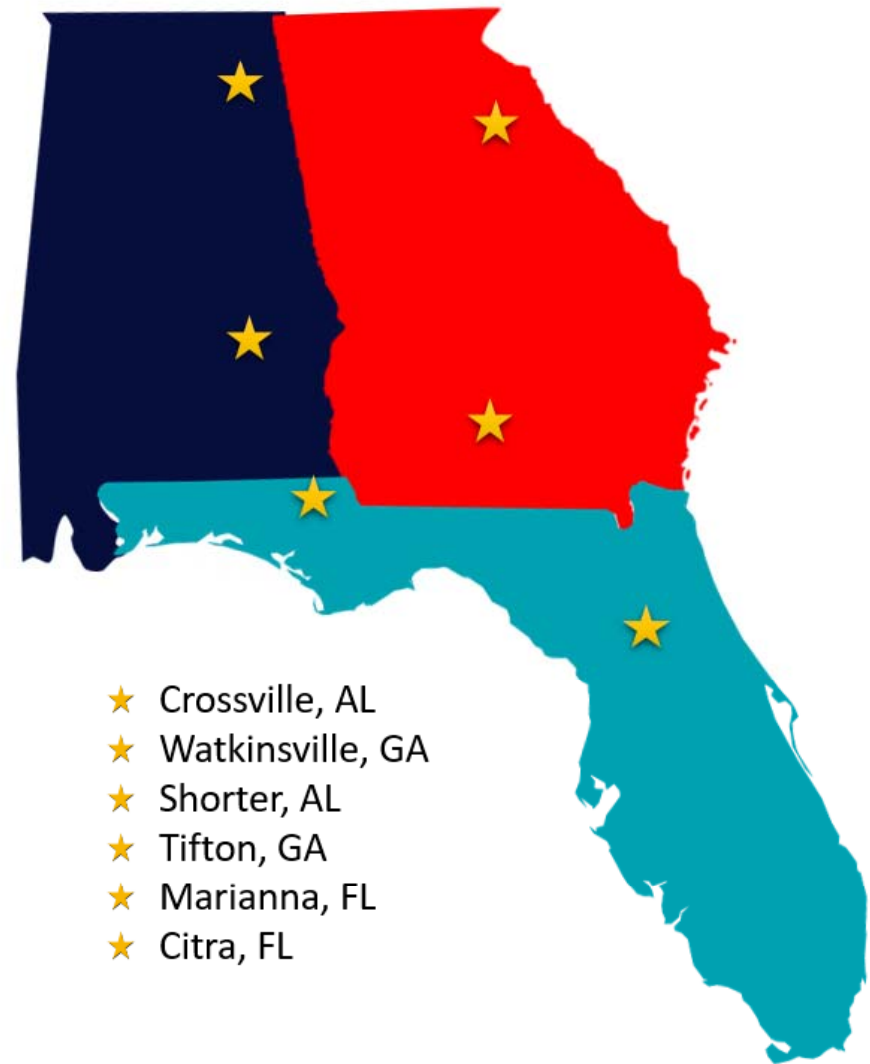 Crossville, AL
Watkinsville, GA
Shorter, AL
Tifton, GA
Marianna, FL
Citra, FL